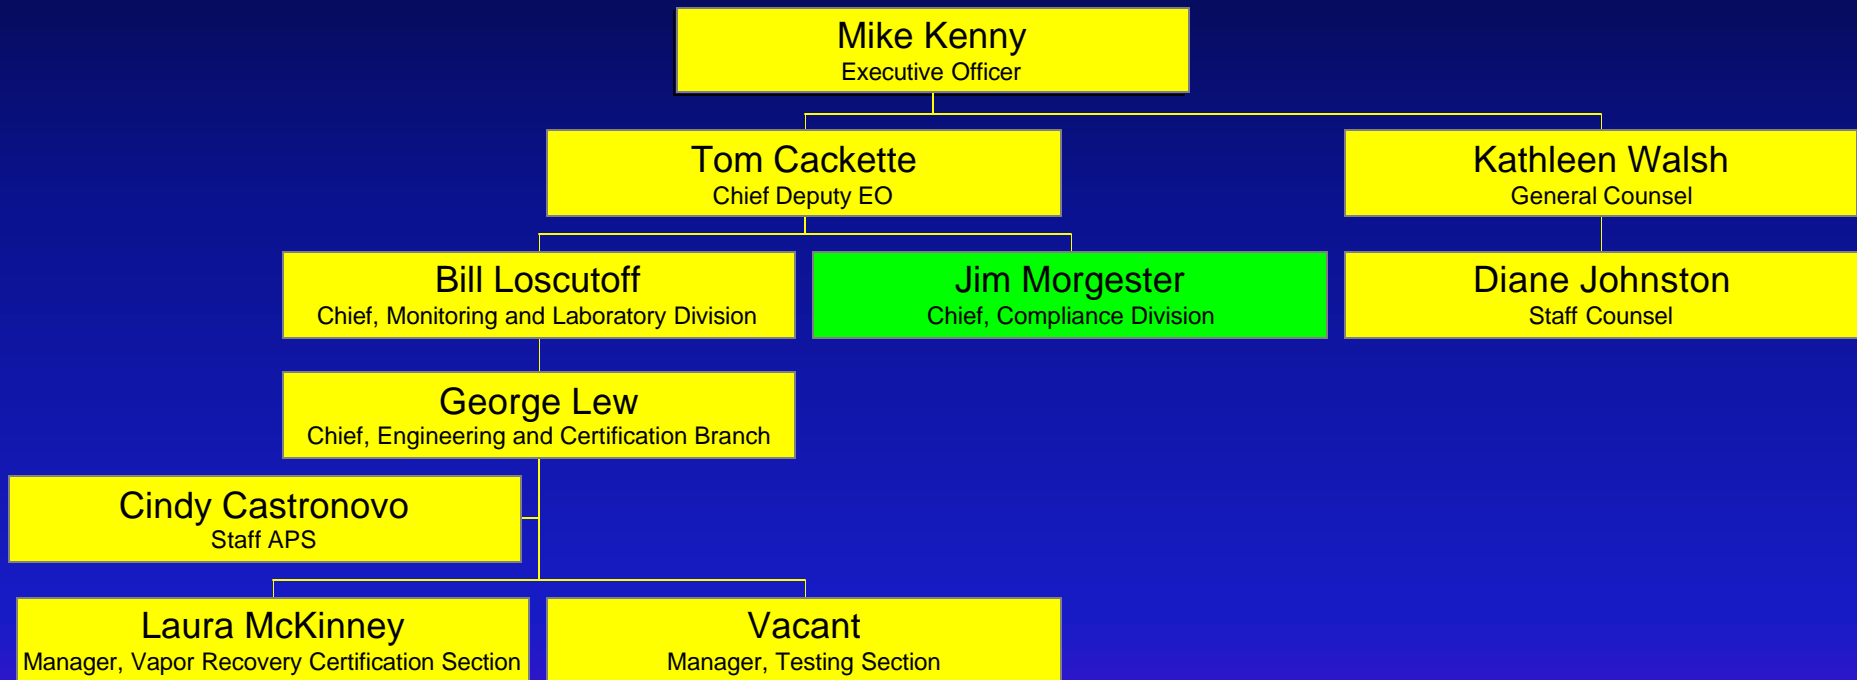 Mike Kenny
Executive Officer
Tom Cackette
Chief Deputy EO
Kathleen Walsh
General Counsel
Bill Loscutoff
Chief, Monitoring and Laboratory Division
Jim Morgester
Chief, Compliance Division
Diane Johnston
Staff Counsel
George Lew
Chief, Engineering and Certification Branch
Cindy Castronovo
Staff APS
Laura McKinney
Manager, Vapor Recovery Certification Section
Vacant
Manager, Testing Section